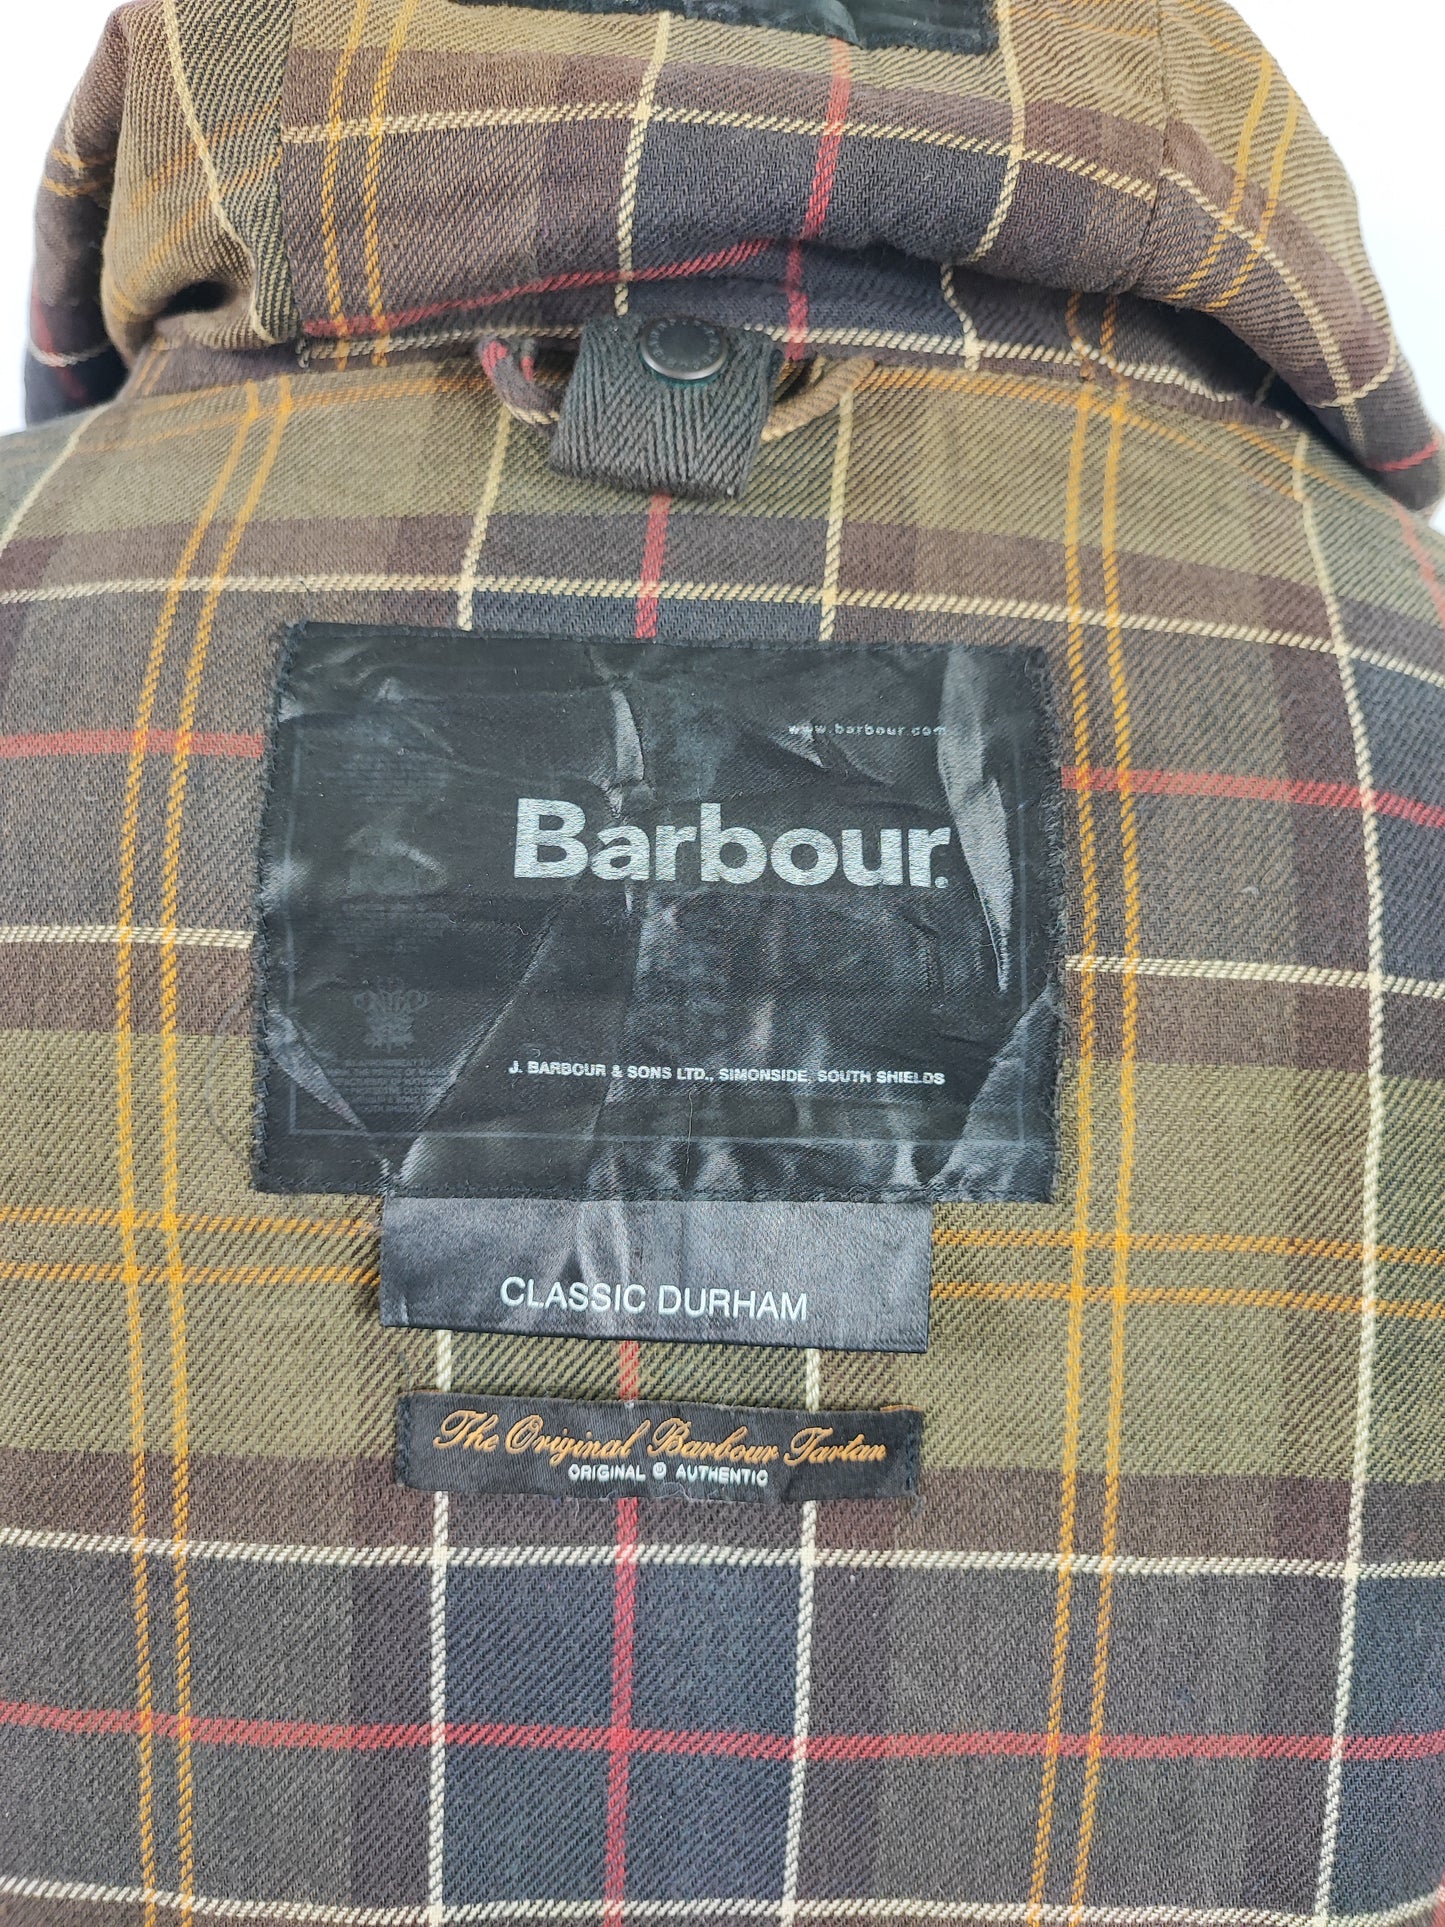 www.barbour.com
Barbour
J. BARBOUR & SONS LTD., SIMONSIDE, SOUTH SHIELDS
CLASSIC DURHAM
The Original Barbour Tartan
ORIGINAL & AUTHENTIC